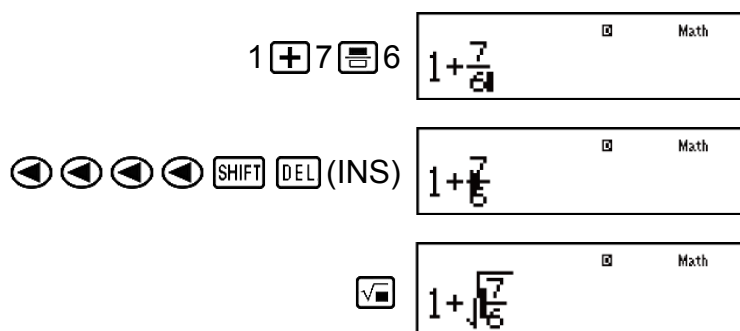 D Math
1+7⌸6 1+7/6
D Math
◀ ◀ ◀ ◀ SHIFT DEL (INS) 1+7/6
D Math
√■ 1+√7/6